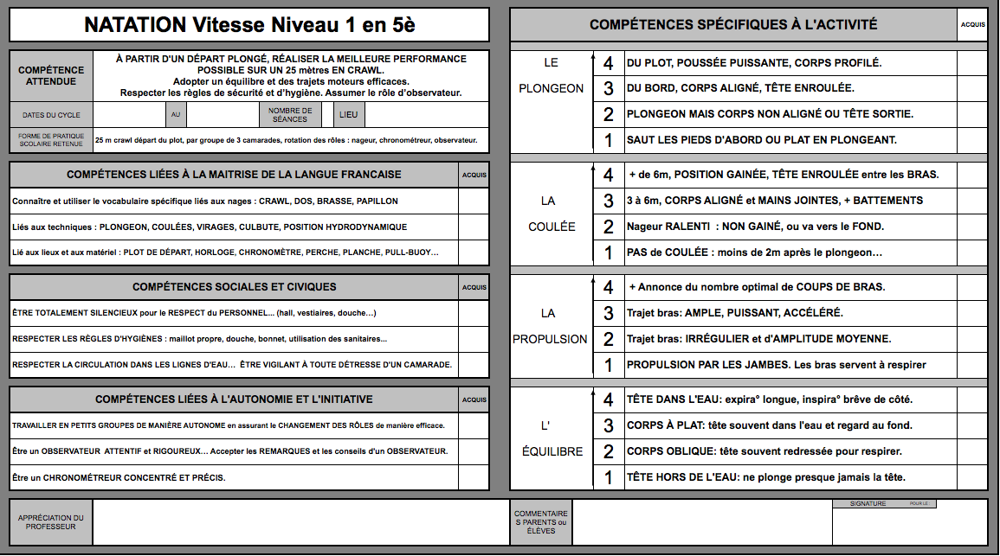 NATATION Vitesse Niveau 1 en 5è
COMPÉTENCE
ATTENDUE
À PARTIR D'UN DÉPART PLONGÉ, RÉALISER LA MEILLEURE PERFORMANCE
POSSIBLE SUR UN 25 mètres EN CRAWL.
Adopter un équilibre et des trajets moteurs efficaces.
Respecter les règles de sécurité et d'hygiène. Assumer le rôle d'observateur.
DATES DU CYCLE
AU
NOMBRE DE
SÉANCES
LIEU
FORME DE PRATIQUE
SCOLAIRE RETENUE
25 m crawl départ du plot, par groupe de 3 camarades, rotation des rôles : nageur, chronométreur, observateur.
COMPÉTENCES LIÉES À LA MAITRISE DE LA LANGUE FRANCAISE
ACQUIS
Connaître et utiliser le vocabulaire spécifique liés aux nages : CRAWL, DOS, BRASSE, PAPILLON
Liés aux techniques : PLONGEON, COULÉES, VIRAGES, CULBUTE, POSITION HYDRODYNAMIQUE
Lié aux lieux et aux matériel : PLOT DE DÉPART, HORLOGE, CHRONOMÈTRE, PERCHE, PLANCHE, PULL-BUOY…
COMPÉTENCES SOCIALES ET CIVIQUES
ACQUIS
ÊTRE TOTALEMENT SILENCIEUX pour le RESPECT du PERSONNEL... (hall, vestiaires, douche…)
RESPECTER LES RÈGLES D'HYGIÈNES : maillot propre, douche, bonnet, utilisation des sanitaires...
RESPECTER LA CIRCULATION DANS LES LIGNES D'EAU… ÊTRE VIGILANT À TOUTE DÉTRESSE D'UN CAMARADE.
COMPÉTENCES LIÉES À L'AUTONOMIE ET L'INITIATIVE
ACQUIS
TRAVAILLER EN PETITS GROUPES DE MANIÈRE AUTONOME en assurant le CHANGEMENT DES RÔLES de manière efficace.
Être un OBSERVATEUR ATTENTIF et RIGOUREUX… Accepter les REMARQUES et les conseils d'un OBSERVATEUR.
Être un CHRONOMÉTREUR CONCENTRÉ ET PRÉCIS.
COMPÉTENCES SPÉCIFIQUES À L'ACTIVITÉ
ACQUIS
LE
PLONGEON
4 DU PLOT, POUSSÉE PUISSANTE, CORPS PROFILÉ.
3 DU BORD, CORPS ALIGNÉ, TÊTE ENROULÉE.
2 PLONGEON MAIS CORPS NON ALIGNÉ OU TÊTE SORTIE.
1 SAUT LES PIEDS D'ABORD OU PLAT EN PLONGEANT.
LA
COULÉE
4 + de 6m, POSITION GAINÉE, TÊTE ENROULÉE entre les BRAS.
3 3 à 6m, CORPS ALIGNÉ et MAINS JOINTES, + BATTEMENTS
2 Nageur RALENTI : NON GAINÉ, ou va vers le FOND.
1 PAS de COULÉE : moins de 2m après le plongeon…
LA
PROPULSION
4 + Annonce du nombre optimal de COUPS DE BRAS.
3 Trajet bras: AMPLE, PUISSANT, ACCÉLÉRÉ.
2 Trajet bras: IRRÉGULIER et d'AMPLITUDE MOYENNE.
1 PROPULSION PAR LES JAMBES. Les bras servent à respirer
L'
ÉQUILIBRE
4 TÊTE DANS L'EAU: expira° longue, inspira° brêve de côté.
3 CORPS À PLAT: tête souvent dans l'eau et regard au fond.
2 CORPS OBLIQUE: tête souvent redressée pour respirer.
1 TÊTE HORS DE L'EAU: ne plonge presque jamais la tête.
APPRÉCIATION DU
PROFESSEUR
COMMENTAIRE
S PARENTS ou
ÉLÈVES
SIGNATURE POUR LE :